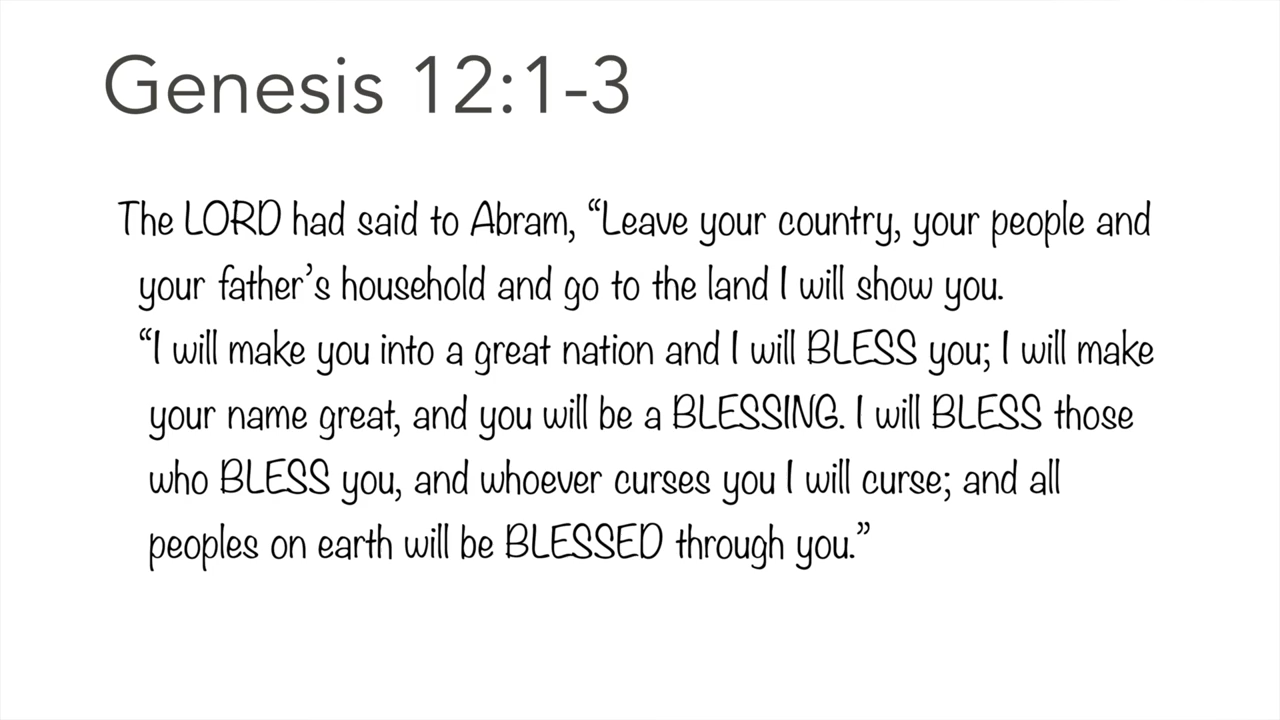 Genesis 12:1-3
The LORD had said to Abram, “Leave your country, your people and
your father’s household and go to the land I will show you.
“I will make you into a great nation and I will BLESS you; I will make
your name great, and you will be a BLESSING. I will BLESS those
who BLESS you, and whoever curses you I will curse; and all
peoples on earth will be BLESSED through you.”